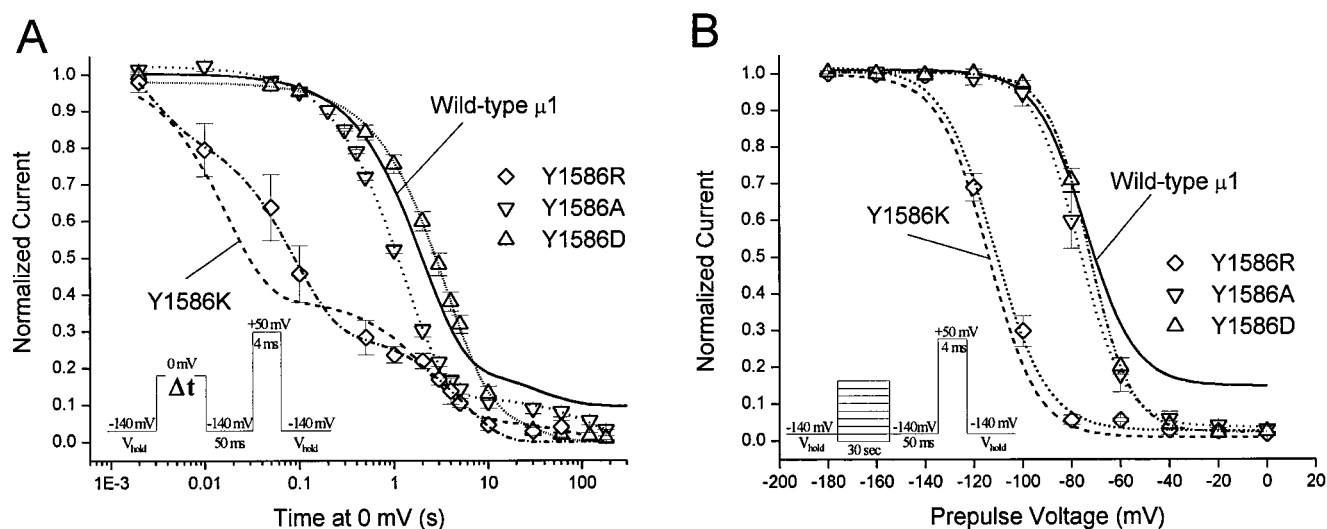 A
Normalized Current
1.0
0.9
0.8
0.7
0.6
0.5
0.4
0.3
0.2
0.1
0.0
Wild-type μ1
Y1586R
Y1586A
Y1586D
Y1586K
+50 mV
4 ms
0 mV
Δt
-140 mV
-140 mV
-140 mV
Vhold
50 ms
Vhold
1E-3
0.01
0.1
1
10
100
Time at 0 mV (s)
B
Normalized Current
1.0
0.9
0.8
0.7
0.6
0.5
0.4
0.3
0.2
0.1
0.0
Wild-type μ1
Y1586K
Y1586R
Y1586A
Y1586D
+50 mV
4 ms
-140 mV
-140mV
-140 mV
Vhold
30 sec
50 ms
Vhold
-200
-180
-160
-140
-120
-100
-80
-60
-40
-20
0
20
Prepulse Voltage (mV)